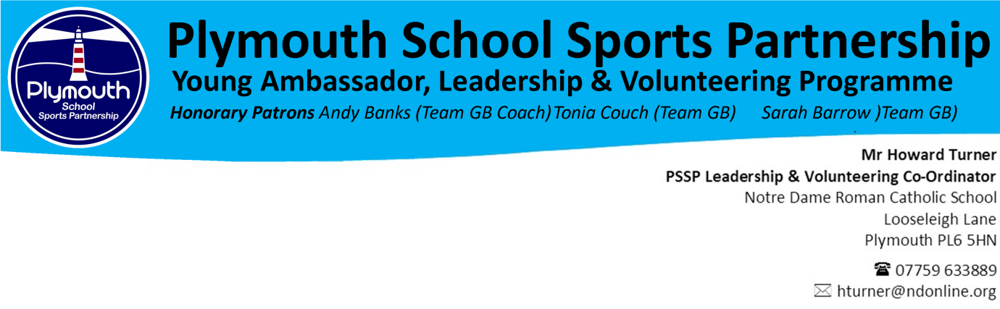 Plymouth
School
Sports Partnership
Plymouth School Sports Partnership
Young Ambassador, Leadership & Volunteering Programme
Honorary Patrons Andy Banks (Team GB Coach) Tonia Couch (Team GB) Sarah Barrow )Team GB)
Mr Howard Turner
PSSP Leadership & Volunteering Co-Ordinator
Notre Dame Roman Catholic School
Looseleigh Lane
Plymouth PL6 5HN
☎ 07759 633889
✉ hturner@ndonline.org